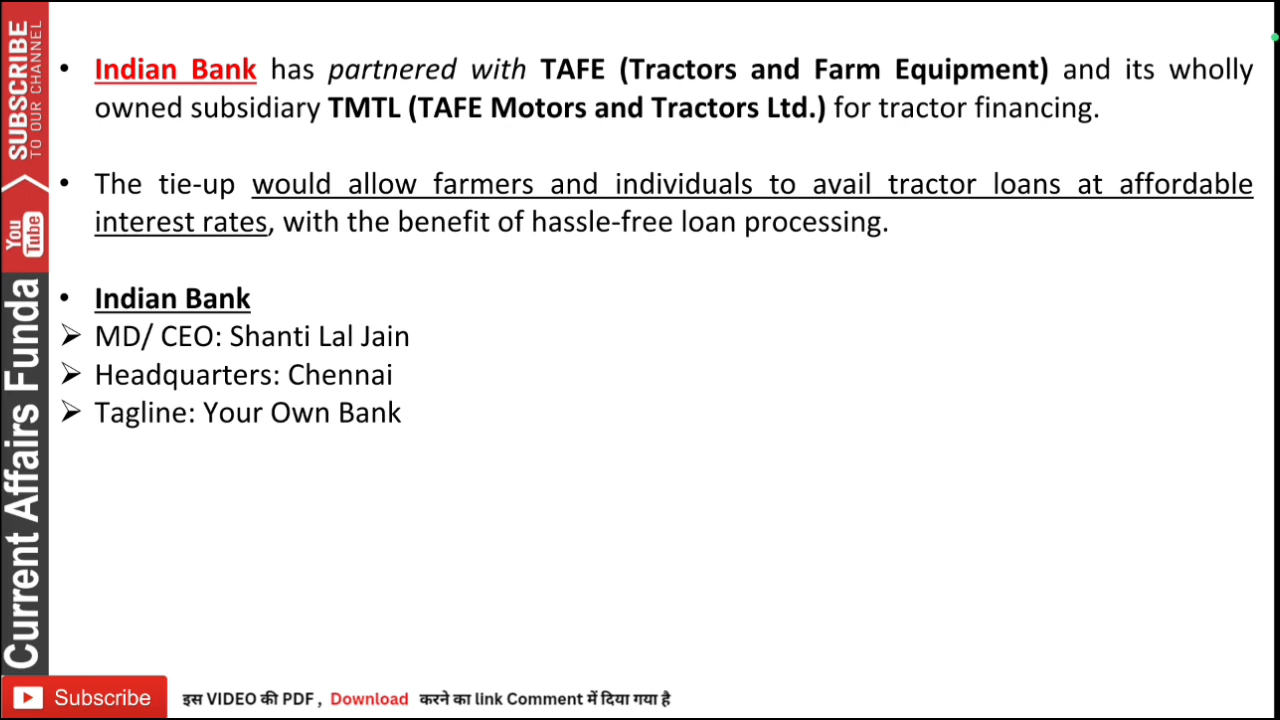 SUBSCRIBE
TO OUR CHANNEL
You
Tube
Current Affairs Funda
• Indian Bank has partnered with TAFE (Tractors and Farm Equipment) and its wholly
owned subsidiary TMTL (TAFE Motors and Tractors Ltd.) for tractor financing.
• The tie-up would allow farmers and individuals to avail tractor loans at affordable
interest rates, with the benefit of hassle-free loan processing.
• Indian Bank
➢ MD/ CEO: Shanti Lal Jain
➢ Headquarters: Chennai
➢ Tagline: Your Own Bank
Subscribe इस VIDEO की PDF , Download करने का link Comment में दिया गया है